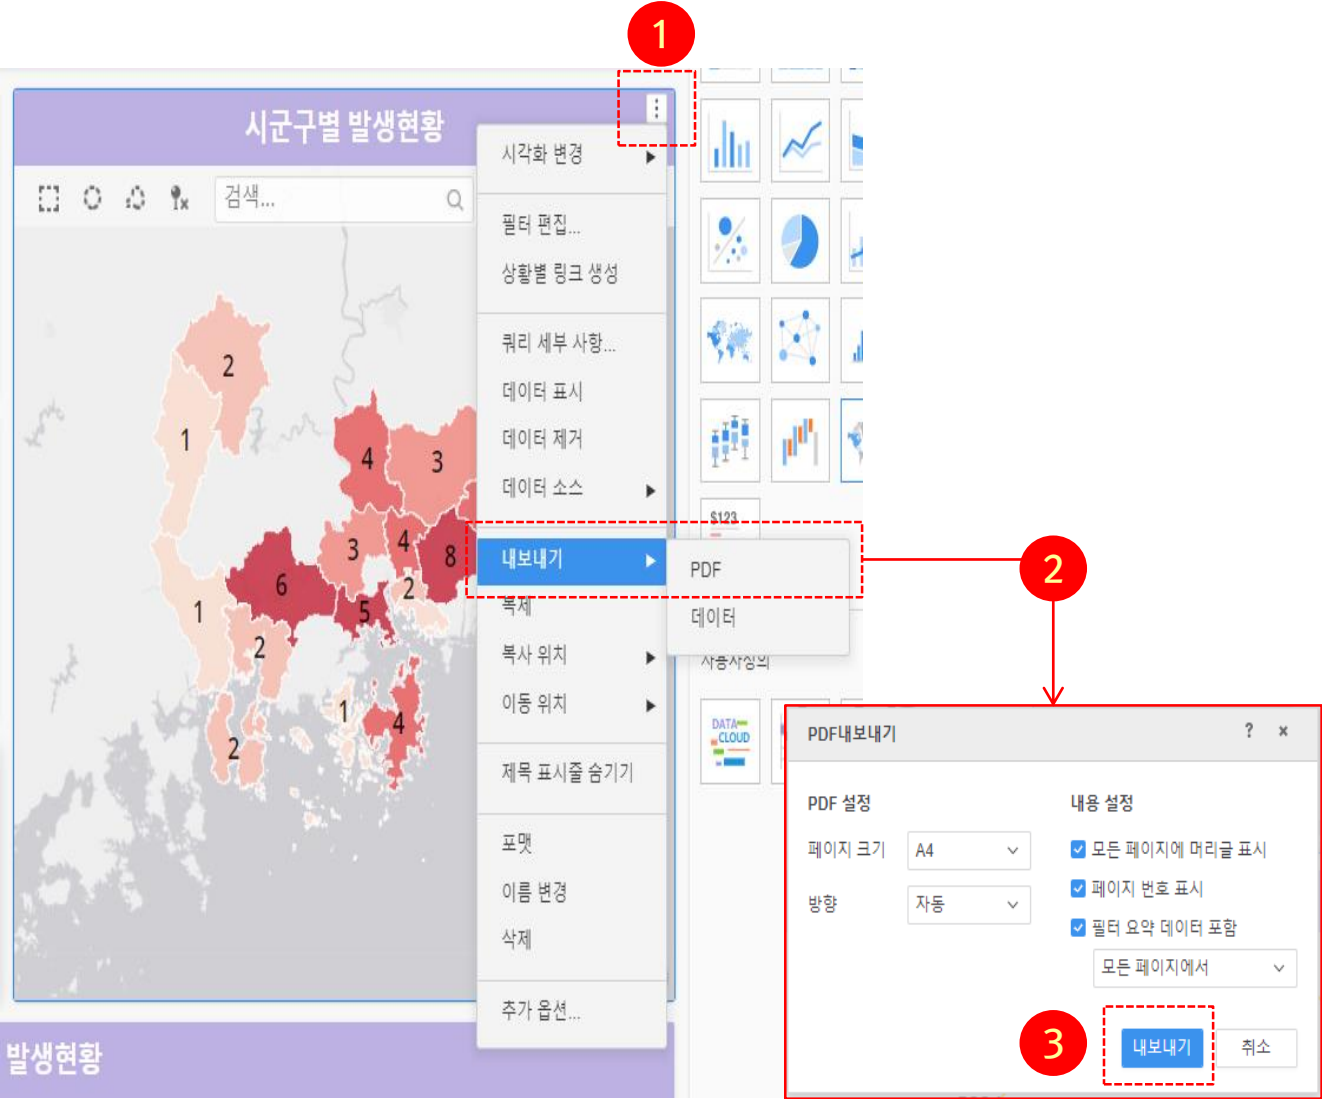 1
시군구별 발생현황
검색...
시각화 변경
필터 편집...
상황별 링크 생성
쿼리 세부 사항...
데이터 표시
데이터 제거
데이터 소스
내보내기
복제
복사 위치
이동 위치
제목 표시줄 숨기기
포맷
이름 변경
삭제
추가 옵션...
PDF
데이터
2
1
4
3
3
4
8
6
2
5
1
2
1
4
2
$123
사용자정의
DATA
CLOUD
2
PDF내보내기
? ×
PDF 설정
내용 설정
페이지 크기
A4
모든 페이지에 머리글 표시
방향
자동
페이지 번호 표시
필터 요약 데이터 포함
모든 페이지에서
3
내보내기
취소
발생현황